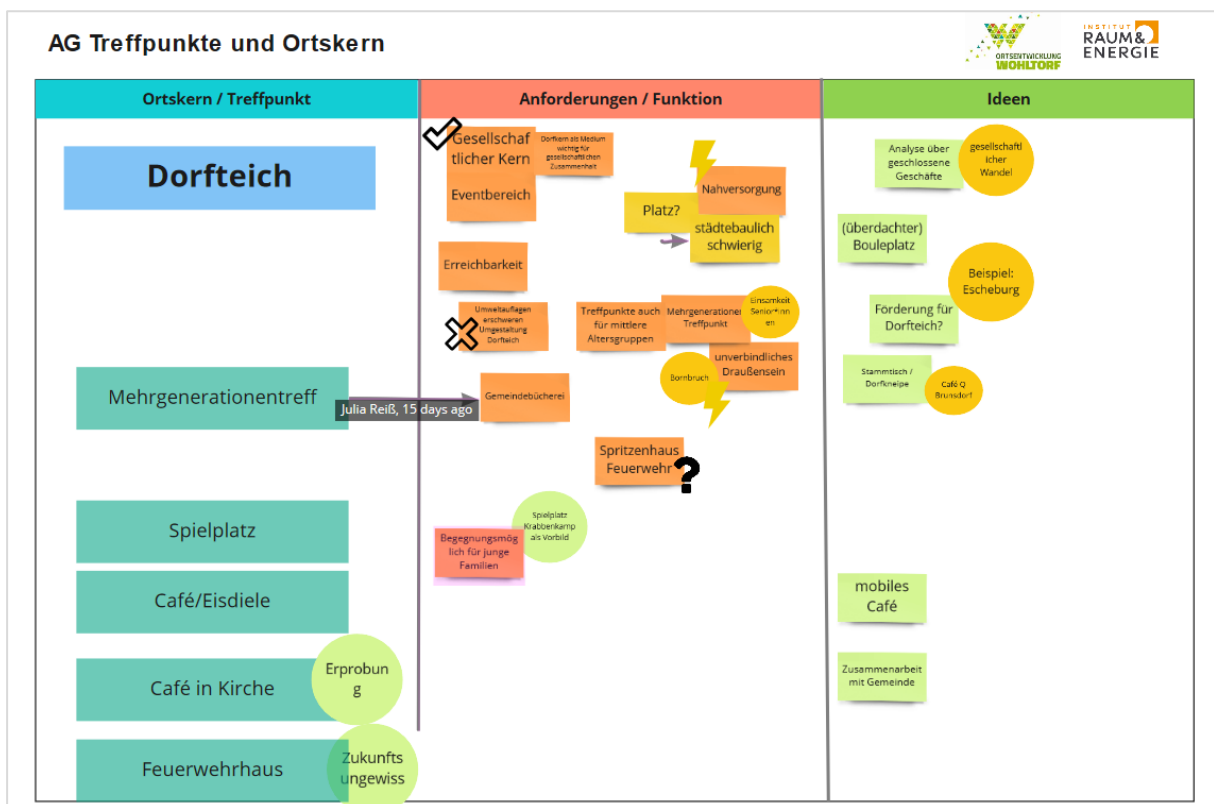 AG Treffpunkte und Ortskern
ORTSENTWICKLUNG
WOHLTORF
INSTITUT
RAUM&
ENERGIE
Ortskern / Treffpunkt
Anforderungen / Funktion
Ideen
Dorfteich
Gesellschaf
tlicher Kern
Dorfkern als Medium
wichtig für
gesellschaftlichen
Zusammenhalt
Eventbereich
Nahversorgung
Platz?
städtebaulich
schwierig
Analyse über
geschlossene
Geschäfte
gesellschaftl
icher
Wandel
Erreichbarkeit
(überdachter)
Bouleplatz
Beispiel:
Escheburg
Umweltauflagen
erschweren
Umgestaltung
Dorfteich
Treffpunkte auch
für mittlere
Altersgruppen
Mehrgenerationen
Treffpunkt
Einsamkeit
Senior*inn
en
Förderung für
Dorfteich?
unverbindliches
Draußensein
Bornbruch
Stammtisch /
Dorfkneipe
Café Q
Brunsdorf
Mehrgenerationentreff
Julia Reiß, 15 days ago
Gemeindebücherei
Spritzenhaus
Feuerwehr
?
Spielplatz
Spielplatz
Krabbenkamp
als Vorbild
Begegnungsmög
lich für junge
Familien
Café/Eisdiele
mobiles
Café
Café in Kirche
Erprobun
g
Zusammenarbeit
mit Gemeinde
Feuerwehrhaus
Zukunfts
ungewiss